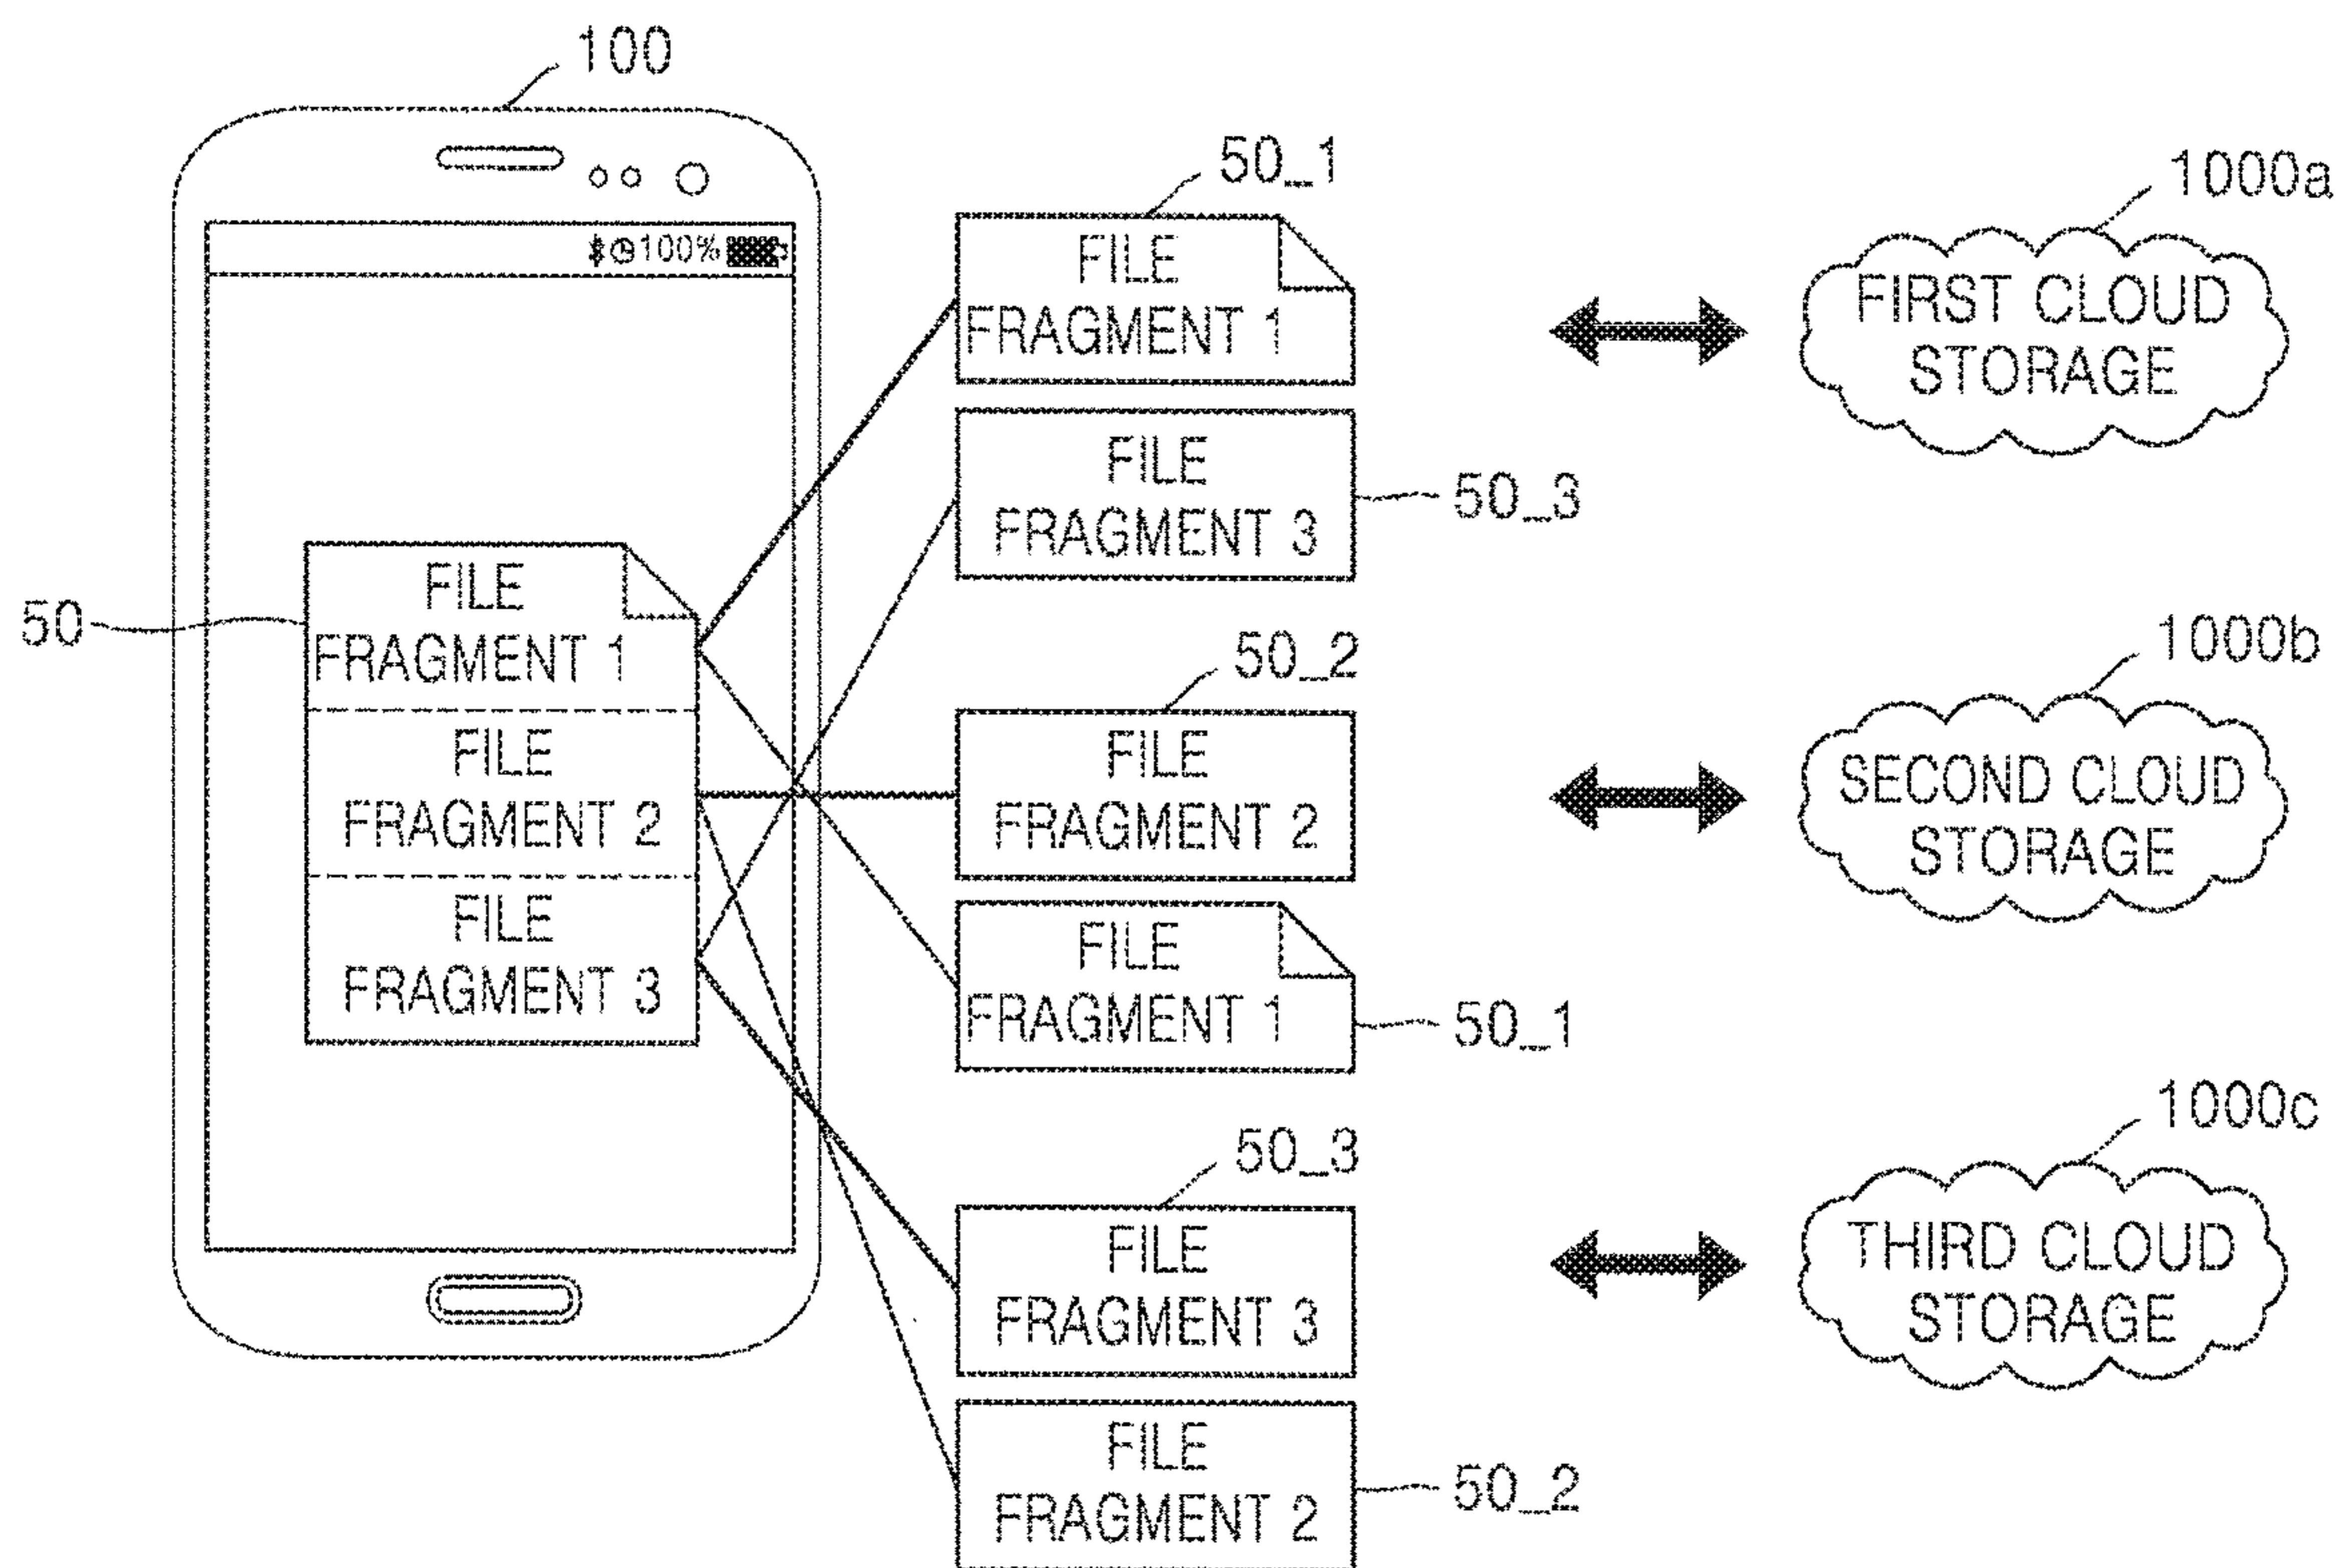 100
100%
50
FILE
FRAGMENT 1
FILE
FRAGMENT 2
FILE
FRAGMENT 3
50_1
FILE
FRAGMENT 1
FILE
FRAGMENT 3
50_3
50_2
FILE
FRAGMENT 2
FILE
FRAGMENT 1
50_1
50_3
FILE
FRAGMENT 3
FILE
FRAGMENT 2
50_2
1000a
FIRST CLOUD
STORAGE
1000b
SECOND CLOUD
STORAGE
1000c
THIRD CLOUD
STORAGE